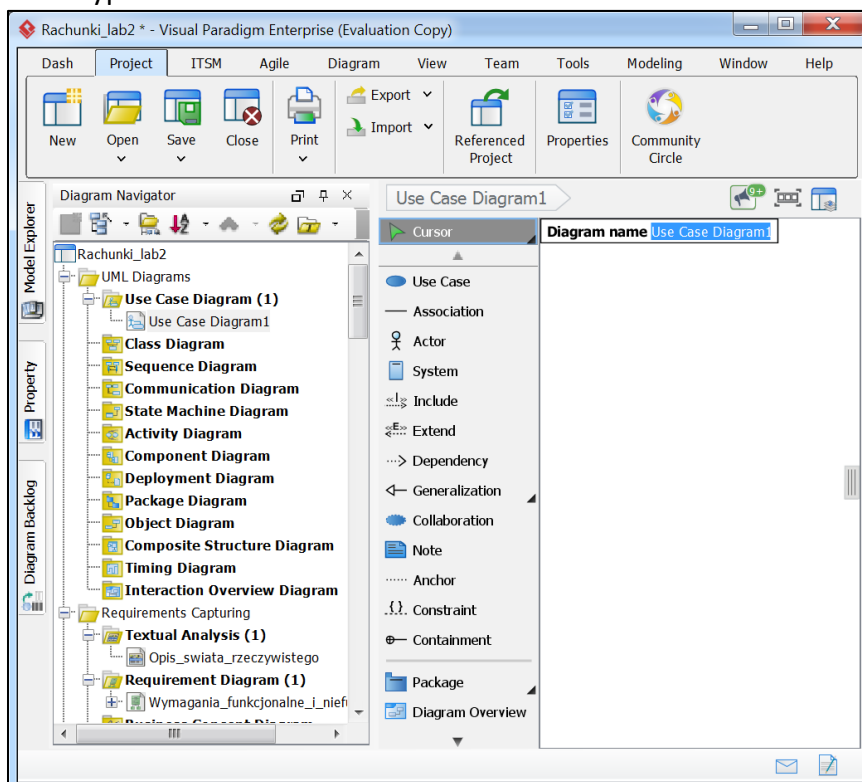 Rachunki_lab2 * - Visual Paradigm Enterprise (Evaluation Copy)
Dash Project ITSM Agile Diagram View Team Tools Modeling Window Help
New Open Save Close Print Export Import Referenced Project Properties Community Circle
Diagram Navigator
Model Explorer
Property
Diagram Backlog
Rachunki_lab2
UML Diagrams
Use Case Diagram (1)
Use Case Diagram1
Class Diagram
Sequence Diagram
Communication Diagram
State Machine Diagram
Activity Diagram
Component Diagram
Deployment Diagram
Package Diagram
Object Diagram
Composite Structure Diagram
Timing Diagram
Interaction Overview Diagram
Requirements Capturing
Textual Analysis (1)
Opis_swiata_rzeczywistego
Requirement Diagram (1)
Wymagania_funkcjonalne_i_niefu
Use Case Diagram1
9+
Cursor
Use Case
Association
Actor
System
Include
Extend
Dependency
Generalization
Collaboration
Note
Anchor
Constraint
Containment
Package
Diagram Overview
Diagram name Use Case Diagram1